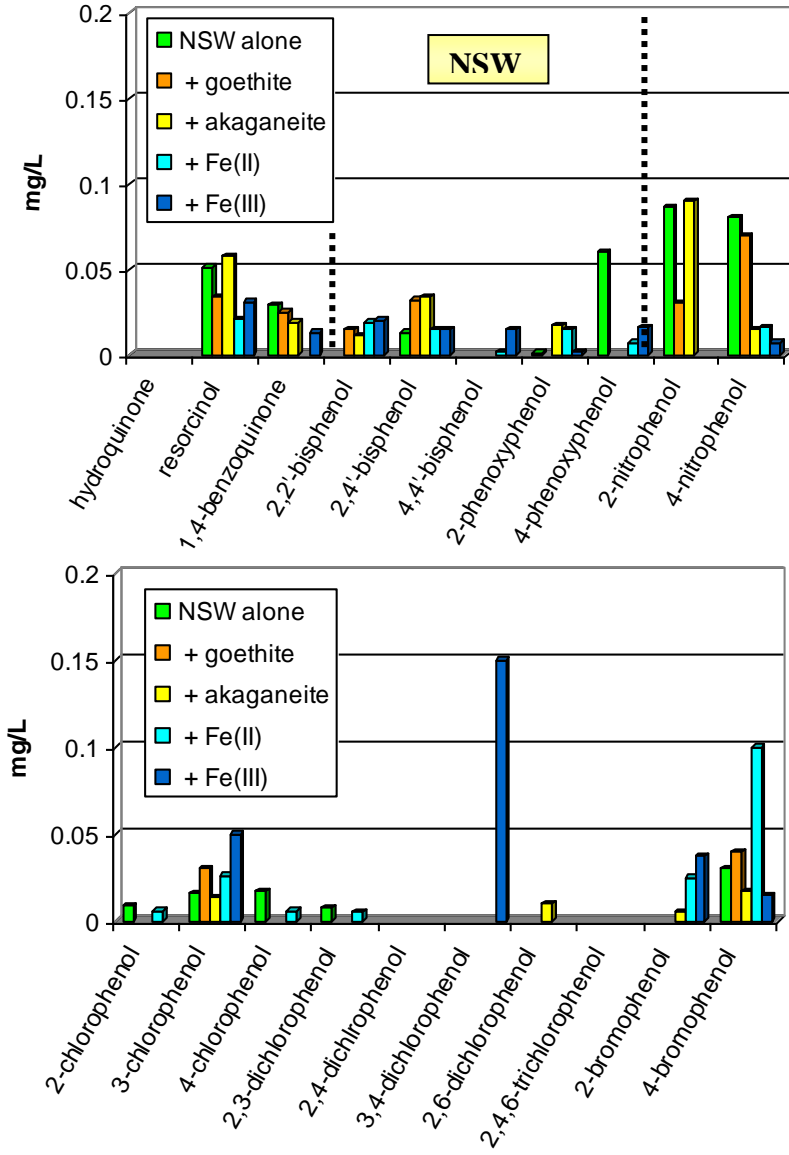 0.2
NSW alone
+ goethite
+ akaganeite
+ Fe(II)
+ Fe(III)
NSW
0.15
0.1
0.05
0
mg/L
hydroquinone
resorcinol
1,4-benzoquinone
2,2'-bisphenol
2,4'-bisphenol
4,4'-bisphenol
2-phenoxyphenol
4-phenoxyphenol
2-nitrophenol
4-nitrophenol
0.2
NSW alone
+ goethite
+ akaganeite
+ Fe(II)
+ Fe(III)
0.15
0.1
0.05
0
mg/L
2-chlorophenol
3-chlorophenol
4-chlorophenol
2,3-dichlorophenol
2,4-dichlrophenol
3,4-dichlorophenol
2,6-dichlorophenol
2,4,6-trichlorophenol
2-bromophenol
4-bromophenol